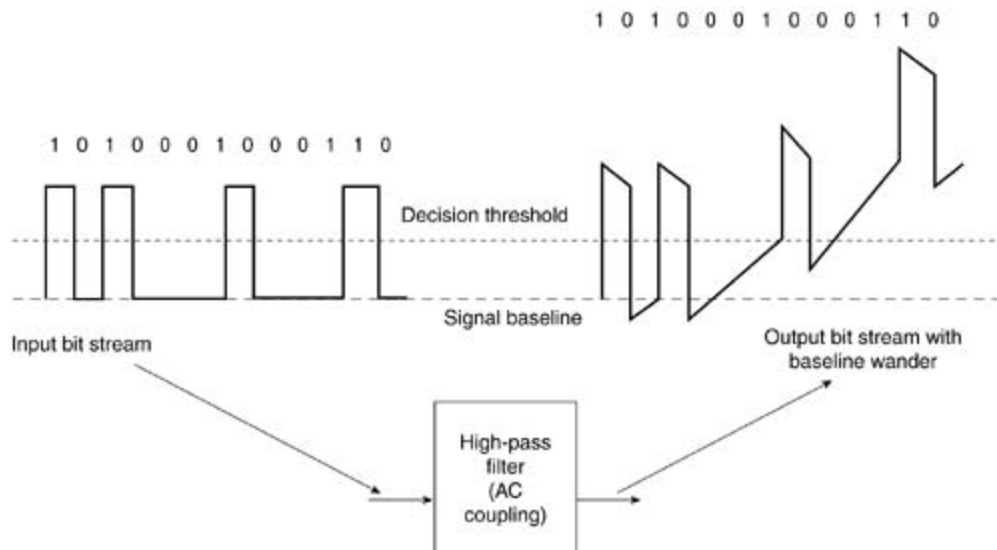 1 0 1 0 0 0 1 0 0 0 1 1 0
1 0 1 0 0 0 1 0 0 0 1 1 0
Decision threshold
Signal baseline
Input bit stream
Output bit stream with
baseline wander
High-pass
filter
(AC
coupling)